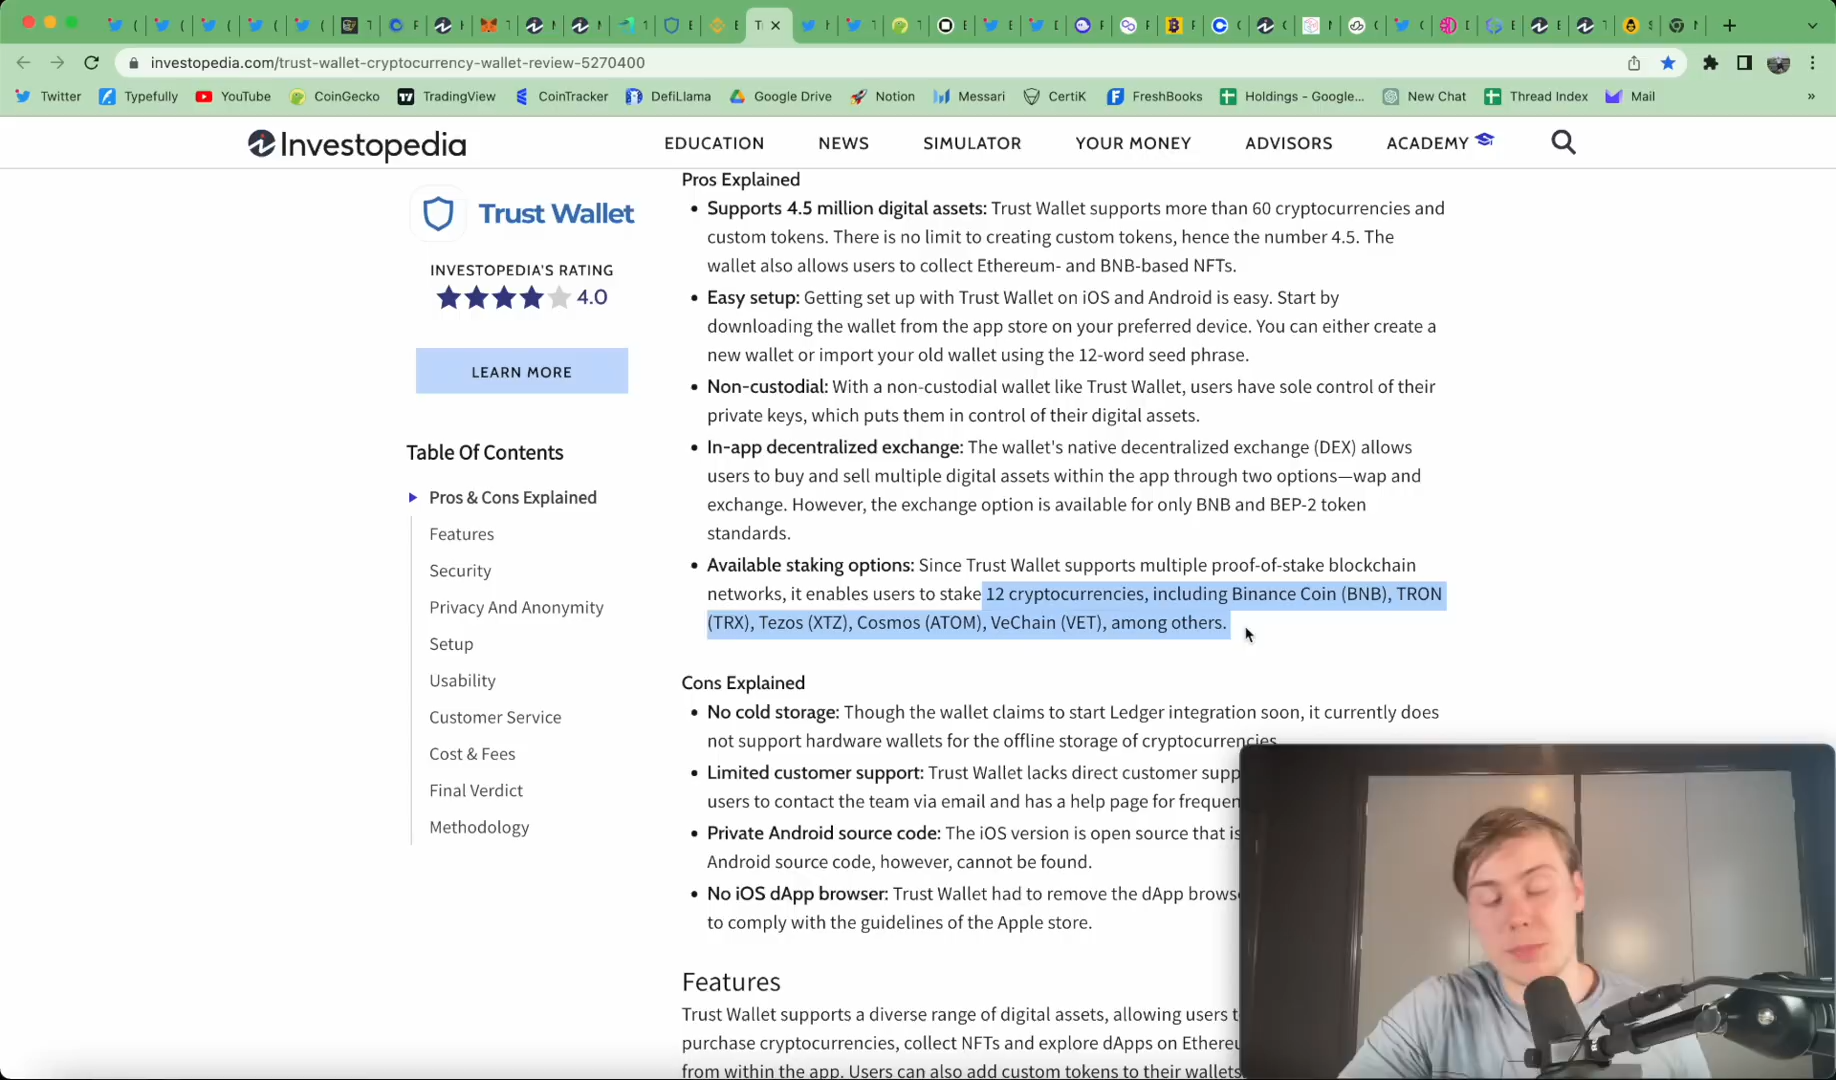 investopedia.com/trust-wallet-cryptocurrency-wallet-review-5270400
Twitter Typefully YouTube CoinGecko TradingView CoinTracker DefiLlama Google Drive Notion Messari CertiK FreshBooks Holdings - Google... New Chat Thread Index Mail »
Investopedia
EDUCATION NEWS SIMULATOR YOUR MONEY ADVISORS ACADEMY
Trust Wallet
INVESTOPEDIA'S RATING
4.0
LEARN MORE
Table Of Contents
Pros & Cons Explained
Features
Security
Privacy And Anonymity
Setup
Usability
Customer Service
Cost & Fees
Final Verdict
Methodology
Pros Explained
• Supports 4.5 million digital assets: Trust Wallet supports more than 60 cryptocurrencies and
custom tokens. There is no limit to creating custom tokens, hence the number 4.5. The
wallet also allows users to collect Ethereum- and BNB-based NFTs.
• Easy setup: Getting set up with Trust Wallet on iOS and Android is easy. Start by
downloading the wallet from the app store on your preferred device. You can either create a
new wallet or import your old wallet using the 12-word seed phrase.
• Non-custodial: With a non-custodial wallet like Trust Wallet, users have sole control of their
private keys, which puts them in control of their digital assets.
• In-app decentralized exchange: The wallet's native decentralized exchange (DEX) allows
users to buy and sell multiple digital assets within the app through two options—wap and
exchange. However, the exchange option is available for only BNB and BEP-2 token
standards.
• Available staking options: Since Trust Wallet supports multiple proof-of-stake blockchain
networks, it enables users to stake 12 cryptocurrencies, including Binance Coin (BNB), TRON
(TRX), Tezos (XTZ), Cosmos (ATOM), VeChain (VET), among others.
Cons Explained
• No cold storage: Though the wallet claims to start Ledger integration soon, it currently does
not support hardware wallets for the offline storage of cryptocurrencies.
• Limited customer support: Trust Wallet lacks direct customer supp
users to contact the team via email and has a help page for frequen
• Private Android source code: The iOS version is open source that is
Android source code, however, cannot be found.
• No iOS dApp browser: Trust Wallet had to remove the dApp browse
to comply with the guidelines of the Apple store.
Features
Trust Wallet supports a diverse range of digital assets, allowing users t
purchase cryptocurrencies, collect NFTs and explore dApps on Ethereu
from within the app. Users can also add custom tokens to their wallets